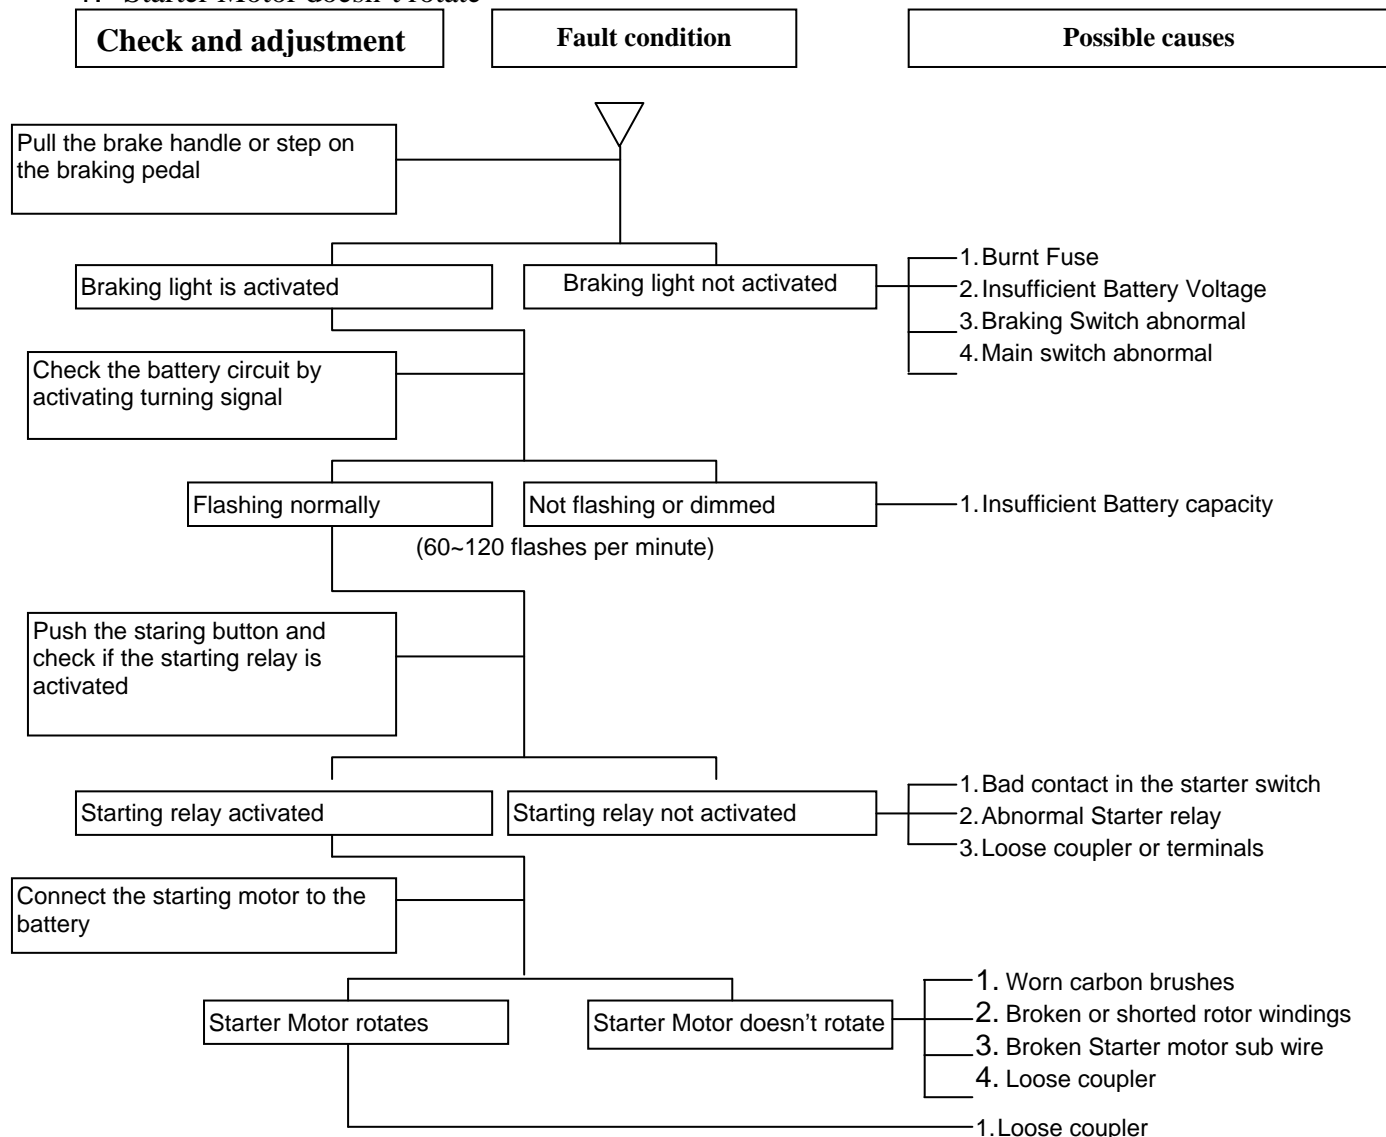 Starter Motor doesn't rotate
Check and adjustment
Fault condition
Possible causes
Pull the brake handle or step on
the braking pedal
Braking light is activated
Braking light not activated
1. Burnt Fuse
2. Insufficient Battery Voltage
3. Braking Switch abnormal
4. Main switch abnormal
Check the battery circuit by
activating turning signal
Flashing normally
Not flashing or dimmed
1. Insufficient Battery capacity
(60~120 flashes per minute)
Push the staring button and
check if the starting relay is
activated
Starting relay activated
Starting relay not activated
1. Bad contact in the starter switch
2. Abnormal Starter relay
3. Loose coupler or terminals
Connect the starting motor to the
battery
Starter Motor rotates
Starter Motor doesn't rotate
1. Worn carbon brushes
2. Broken or shorted rotor windings
3. Broken Starter motor sub wire
4. Loose coupler
1. Loose coupler